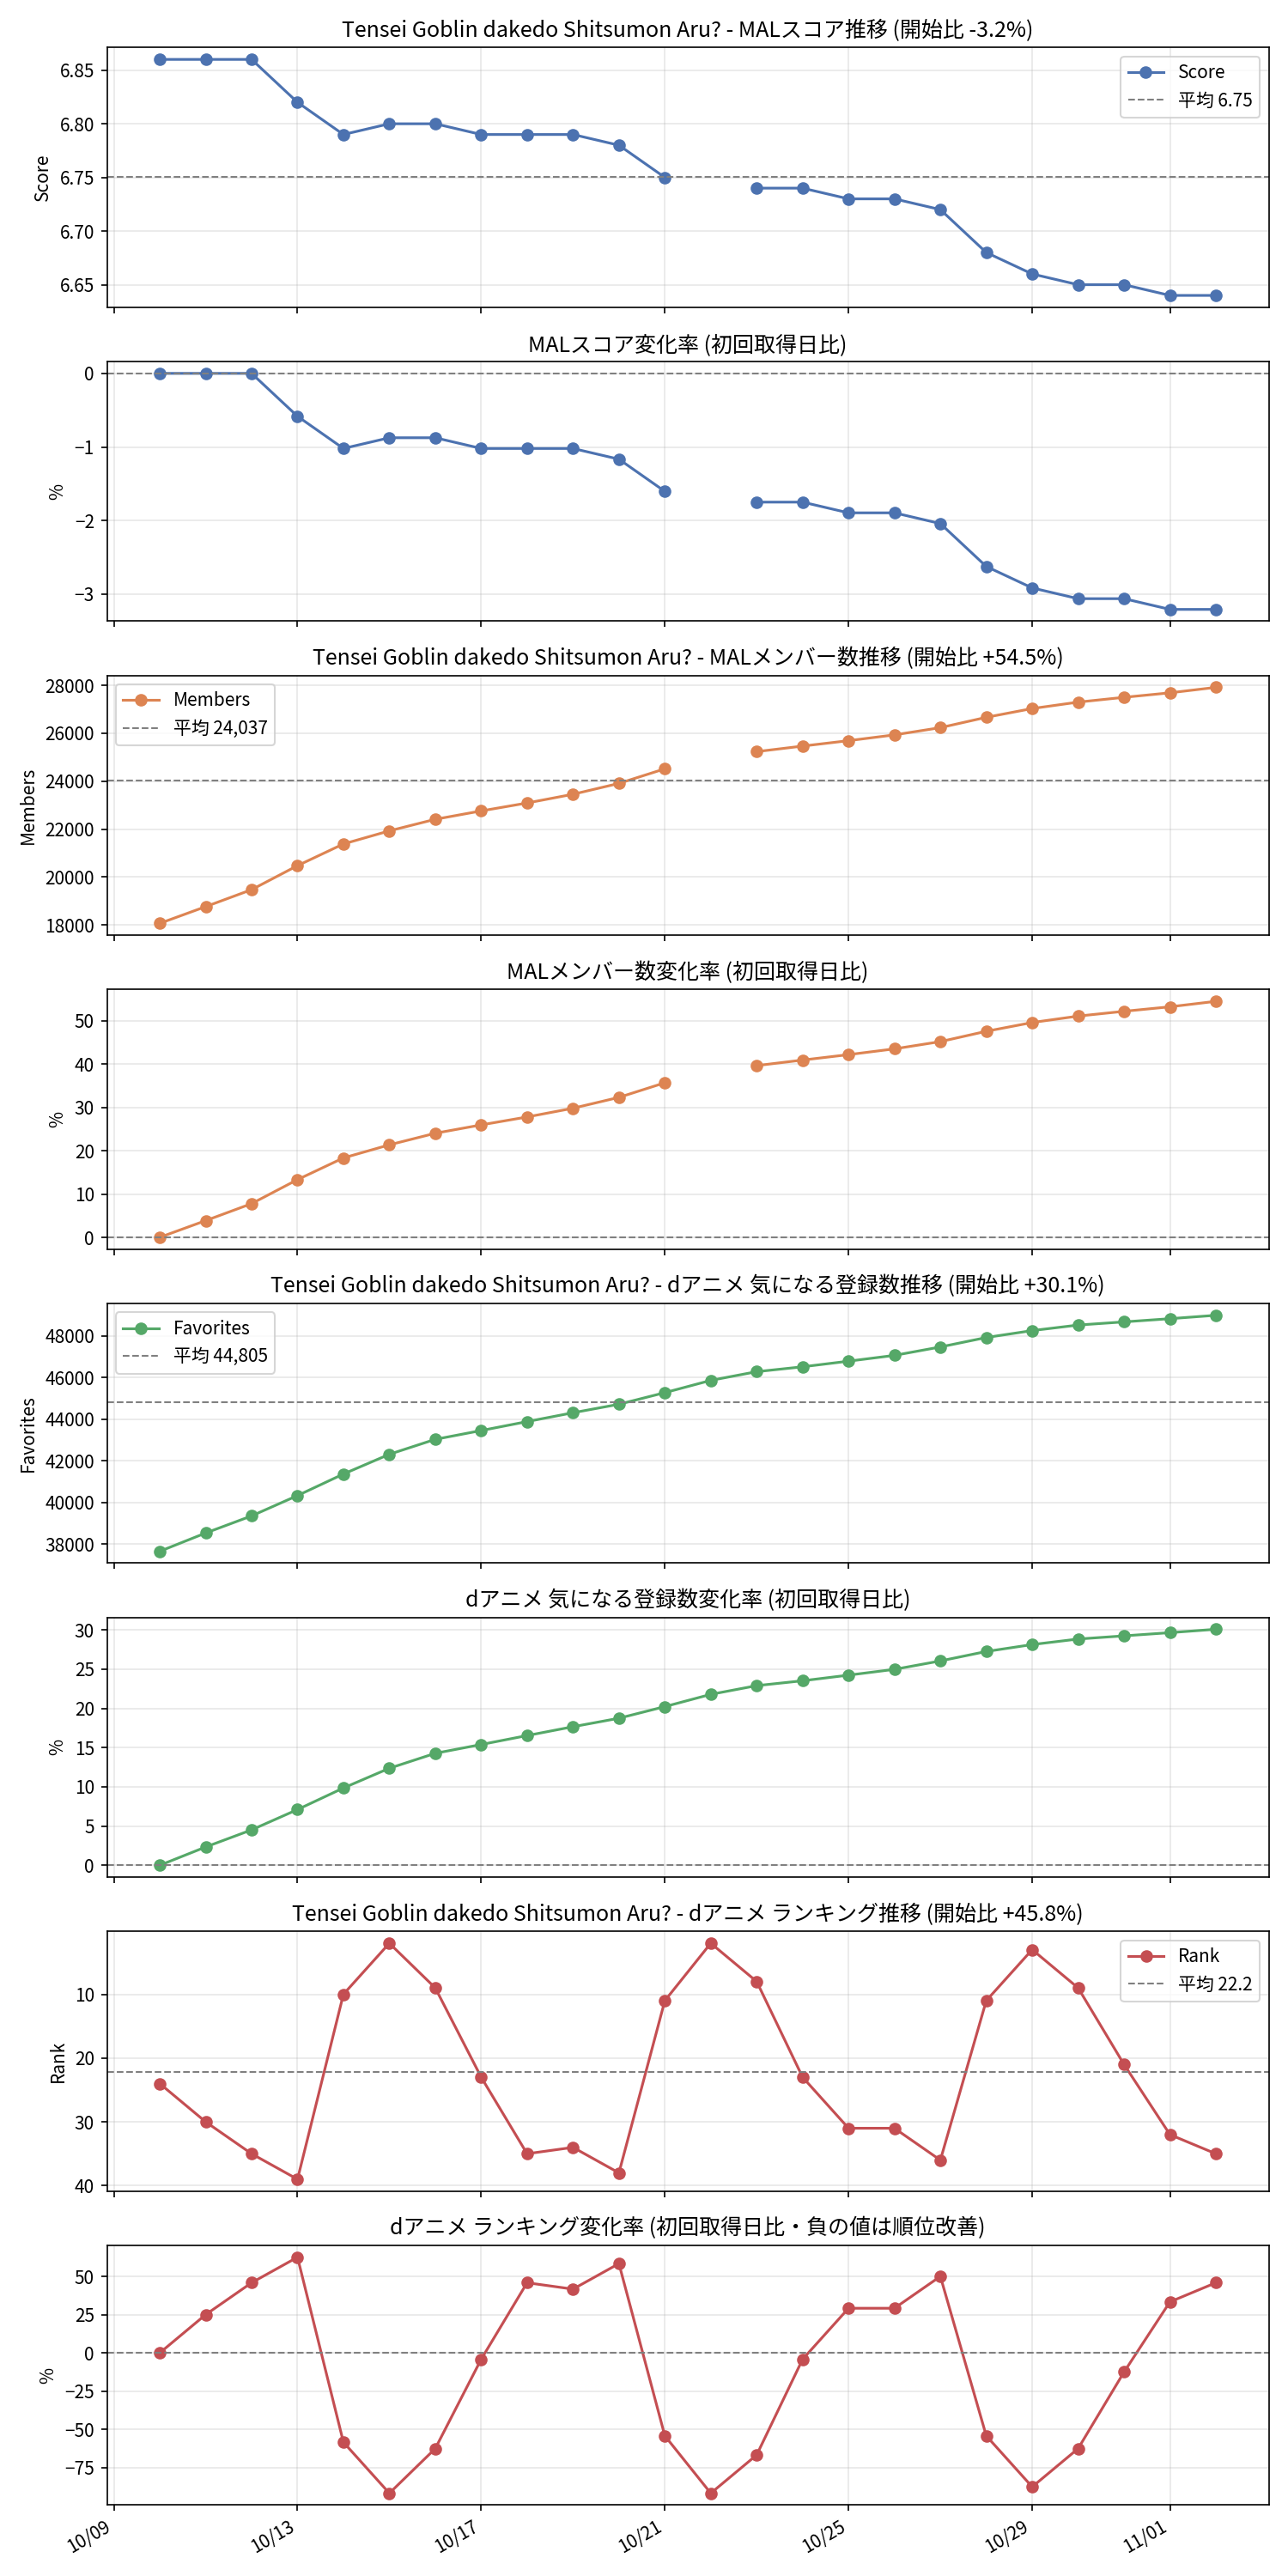 Tensei Goblin dakedo Shitsumon Aru? - MALスコア推移 (開始比 -3.2%)
Score
6.85
6.80
6.75
6.70
6.65
Score
平均 6.75
MALスコア変化率 (初回取得日比)
%
0
−1
−2
−3
Tensei Goblin dakedo Shitsumon Aru? - MALメンバー数推移 (開始比 +54.5%)
Members
28000
26000
24000
22000
20000
18000
Members
平均 24,037
MALメンバー数変化率 (初回取得日比)
%
50
40
30
20
10
0
Tensei Goblin dakedo Shitsumon Aru? - dアニメ 気になる登録数推移 (開始比 +30.1%)
Favorites
48000
46000
44000
42000
40000
38000
Favorites
平均 44,805
dアニメ 気になる登録数変化率 (初回取得日比)
%
30
25
20
15
10
5
0
Tensei Goblin dakedo Shitsumon Aru? - dアニメ ランキング推移 (開始比 +45.8%)
Rank
10
20
30
40
Rank
平均 22.2
dアニメ ランキング変化率 (初回取得日比・負の値は順位改善)
%
50
25
0
−25
−50
−75
10/09
10/13
10/17
10/21
10/25
10/29
11/01